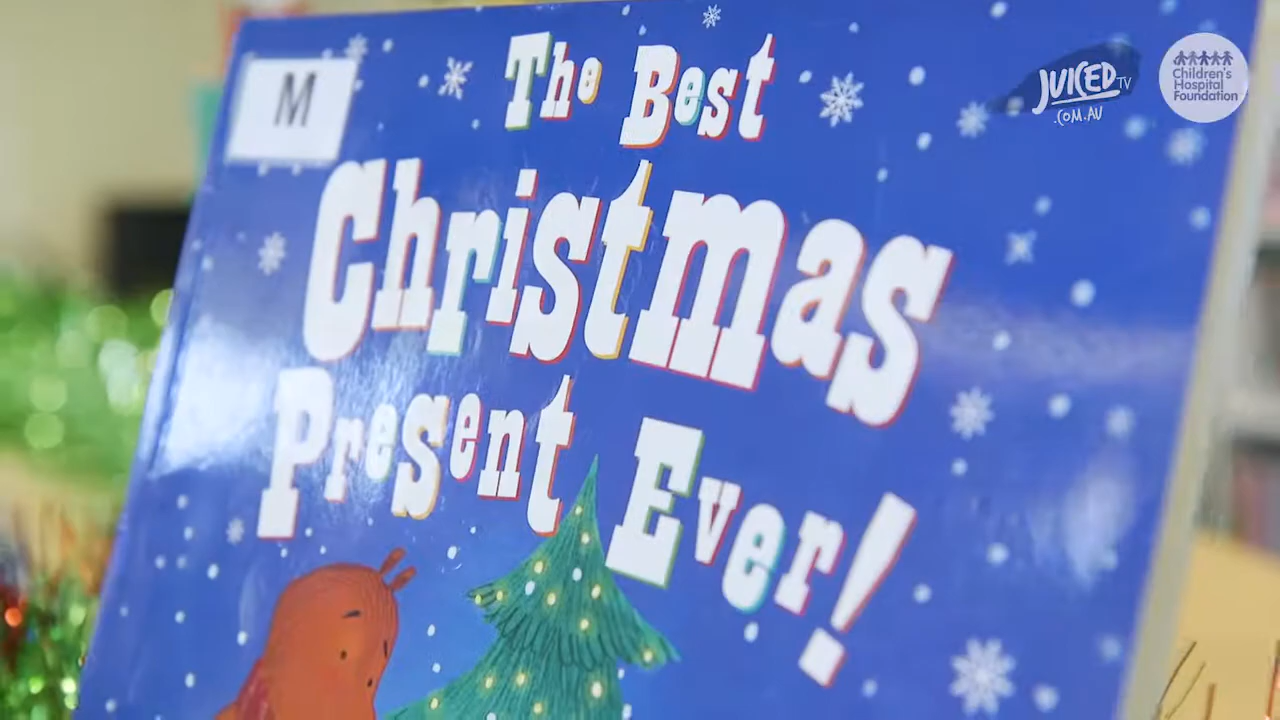 M
The Best
Christmas
Present Ever!
JUICED TV
.COM.AU
Children's
Hospital
Foundation